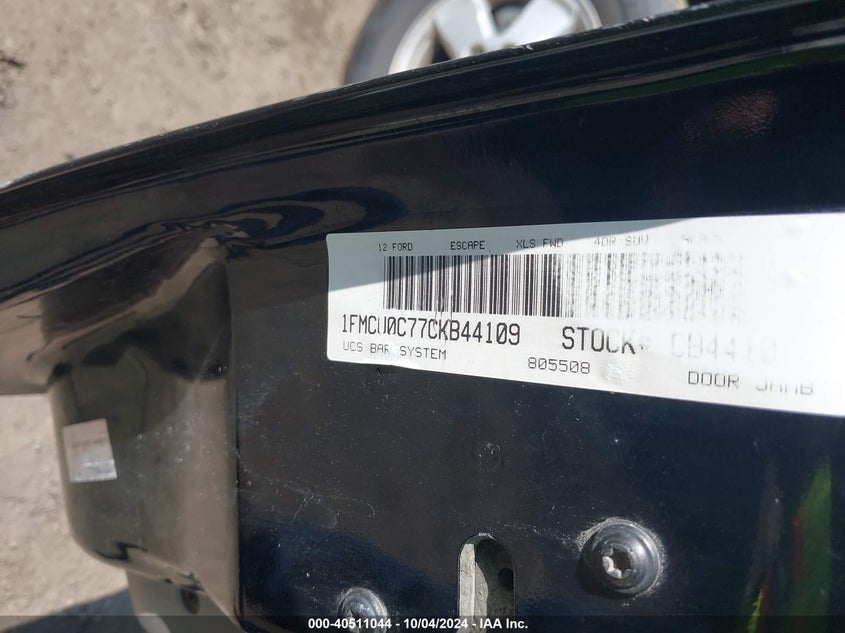 12 FORD ESCAPE XLS FWD 4DR SUV
1FMCU0C77CKB44109 STOCK# CB4410
UCS BAR SYSTEM 805508 DOOR JAMB
000-40511044 / 10/04/2024 - IAA Inc.